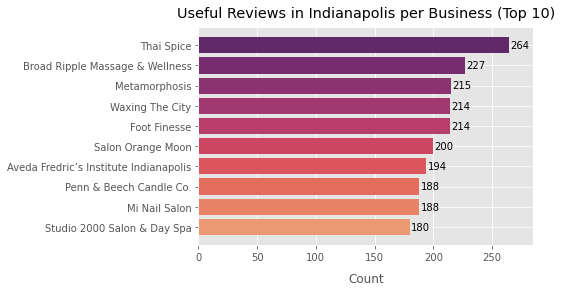 Useful Reviews in Indianapolis per Business (Top 10)
Thai Spice 264
Broad Ripple Massage & Wellness 227
Metamorphosis 215
Waxing The City 214
Foot Finesse 214
Salon Orange Moon 200
Aveda Fredric’s Institute Indianapolis 194
Penn & Beech Candle Co. 188
Mi Nail Salon 188
Studio 2000 Salon & Day Spa 180
0 50 100 150 200 250
Count